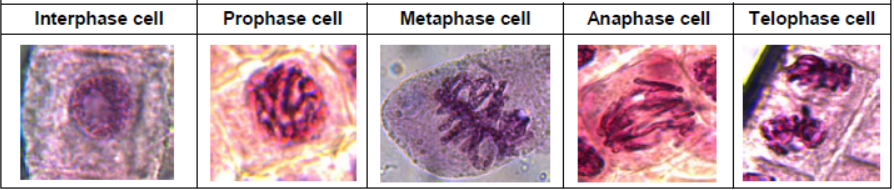 Interphase cell
Prophase cell
Metaphase cell
Anaphase cell
Telophase cell